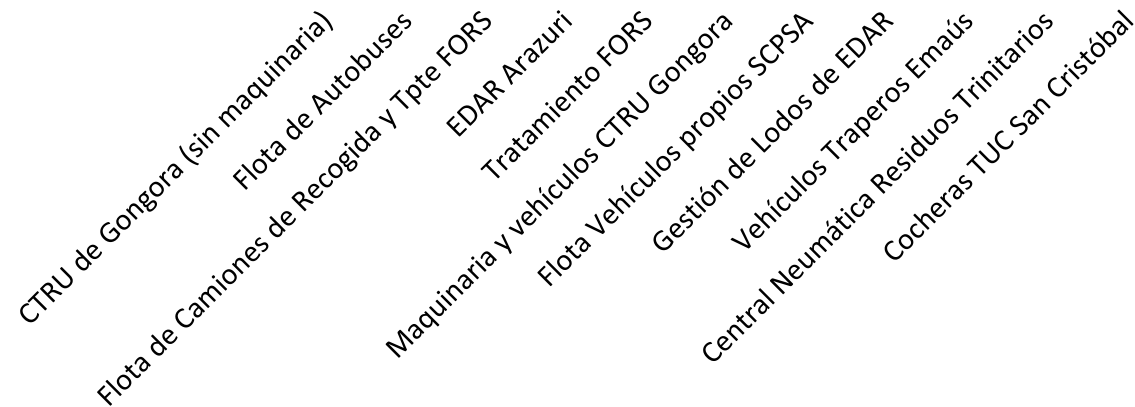 CTRU de Gongora (sin maquinaria)
Flota de Autobuses
Flota de Camiones de Recogida y Tpte FORS
EDAR Arazuri
Tratamiento FORS
Maquinaria y vehículos CTRU Gongora
Flota Vehículos propios SCPSA
Gestión de Lodos de EDAR
Vehículos Traperos Emaús
Central Neumática Residuos Trinitarios
Cocheras TUC San Cristóbal